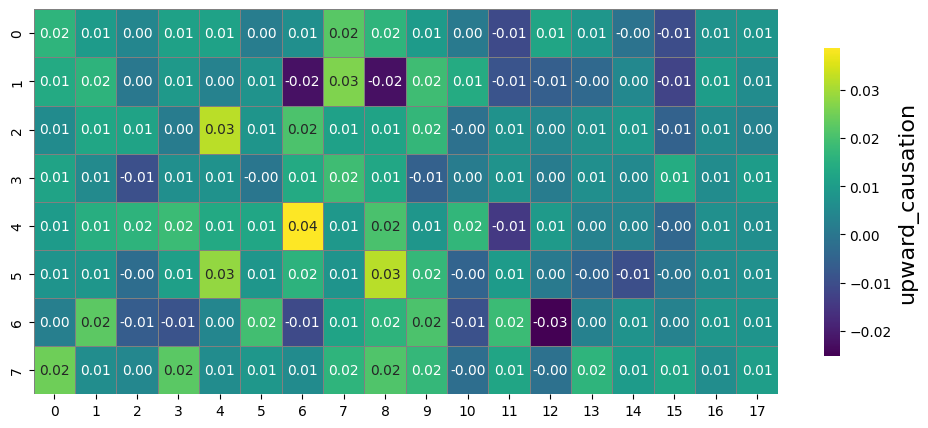 0 0.02 0.01 0.00 0.01 0.01 0.00 0.01 0.02 0.02 0.01 0.00 -0.01 0.01 0.01 -0.00 -0.01 0.01 0.01
1 0.01 0.02 0.00 0.01 0.00 0.01 -0.02 0.03 -0.02 0.02 0.01 -0.01 -0.01 -0.00 0.00 -0.01 0.01 0.01
2 0.01 0.01 0.01 0.00 0.03 0.01 0.02 0.01 0.01 0.02 -0.00 0.01 0.00 0.01 0.01 -0.01 0.01 0.00
3 0.01 0.01 -0.01 0.01 0.01 -0.00 0.01 0.02 0.01 -0.01 0.00 0.01 0.00 0.01 0.00 0.01 0.01 0.01
4 0.01 0.01 0.02 0.02 0.01 0.01 0.04 0.01 0.02 0.01 0.02 -0.01 0.01 0.00 0.00 -0.00 0.01 0.01
5 0.01 0.01 -0.00 0.01 0.03 0.01 0.02 0.01 0.03 0.02 -0.00 0.01 0.00 -0.00 -0.01 0.00 0.01 0.01
6 0.00 0.02 -0.01 -0.01 0.00 0.02 -0.01 0.01 0.02 0.02 -0.01 0.02 -0.03 0.00 0.01 0.00 0.01 0.01
7 0.02 0.01 0.00 0.02 0.01 0.01 0.01 0.02 0.02 0.02 -0.00 0.01 -0.00 0.02 0.01 0.01 0.01 0.01
0 1 2 3 4 5 6 7 8 9 10 11 12 13 14 15 16 17
0.03
0.02
0.01
0.00
−0.01
−0.02
upward_causation